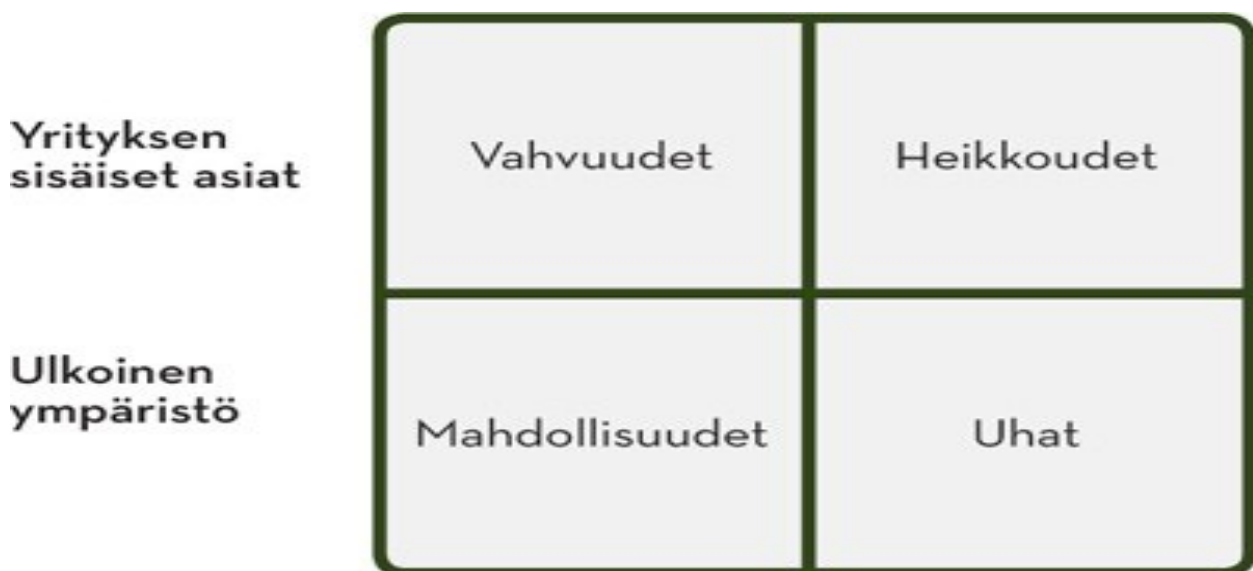 Yrityksen
sisäiset asiat
Vahvuudet
Heikkoudet
Ulkoinen
ympäristö
Mahdollisuudet
Uhat